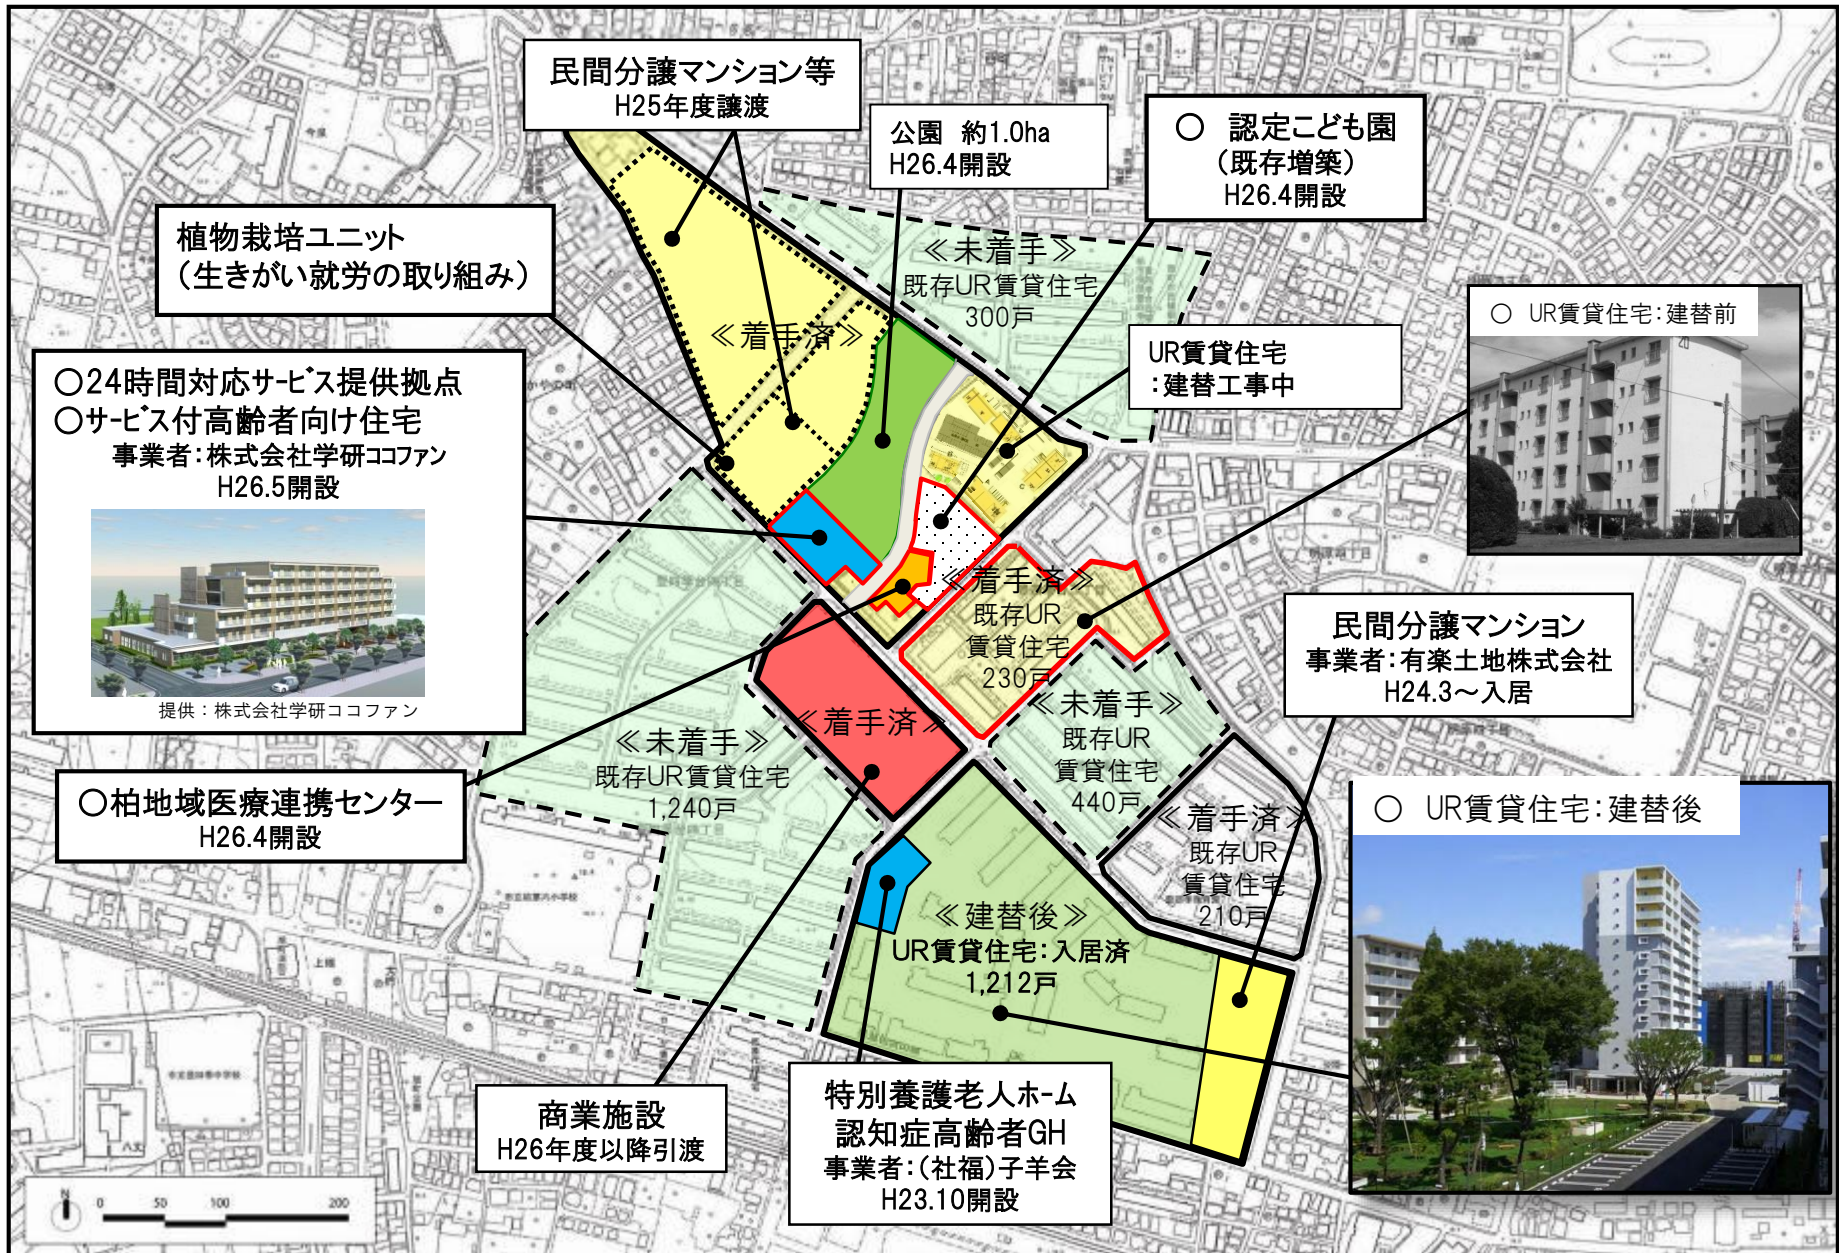 民間分譲マンション等
H25年度譲渡
公園 約1.0ha
H26.4開設
○ 認定こども園
(既存増築)
H26.4開設
植物栽培ユニット
(生きがい就労の取り組み)
≪未着手≫
既存UR賃貸住宅
300戸
○ UR賃貸住宅:建替前
≪着手済≫
UR賃貸住宅
:建替工事中
○24時間対応サービス提供拠点
○サービス付高齢者向け住宅
事業者:株式会社学研ココファン
H26.5開設
提供:株式会社学研ココファン
≪着手済≫
既存UR
賃貸住宅
230戸
民間分譲マンション
事業者:有楽土地株式会社
H24.3~入居
≪未着手≫
既存UR
賃貸住宅
440戸
≪着手済≫
≪未着手≫
既存UR賃貸住宅
1,240戸
○柏地域医療連携センター
H26.4開設
≪着手済≫
既存UR
賃貸住宅
210戸
○ UR賃貸住宅:建替後
≪建替後≫
UR賃貸住宅:入居済
1,212戸
商業施設
H26年度以降引渡
特別養護老人ホーム
認知症高齢者GH
事業者:(社福)子羊会
H23.10開設
N
0 50 100 200